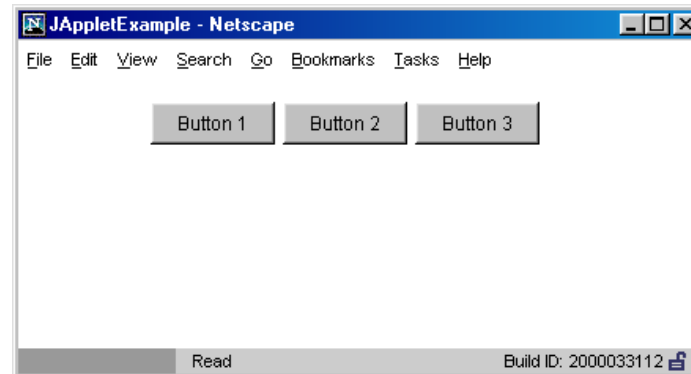 JAppletExample - Netscape
File Edit View Search Go Bookmarks Tasks Help
Button 1 Button 2 Button 3
Read Build ID: 2000033112